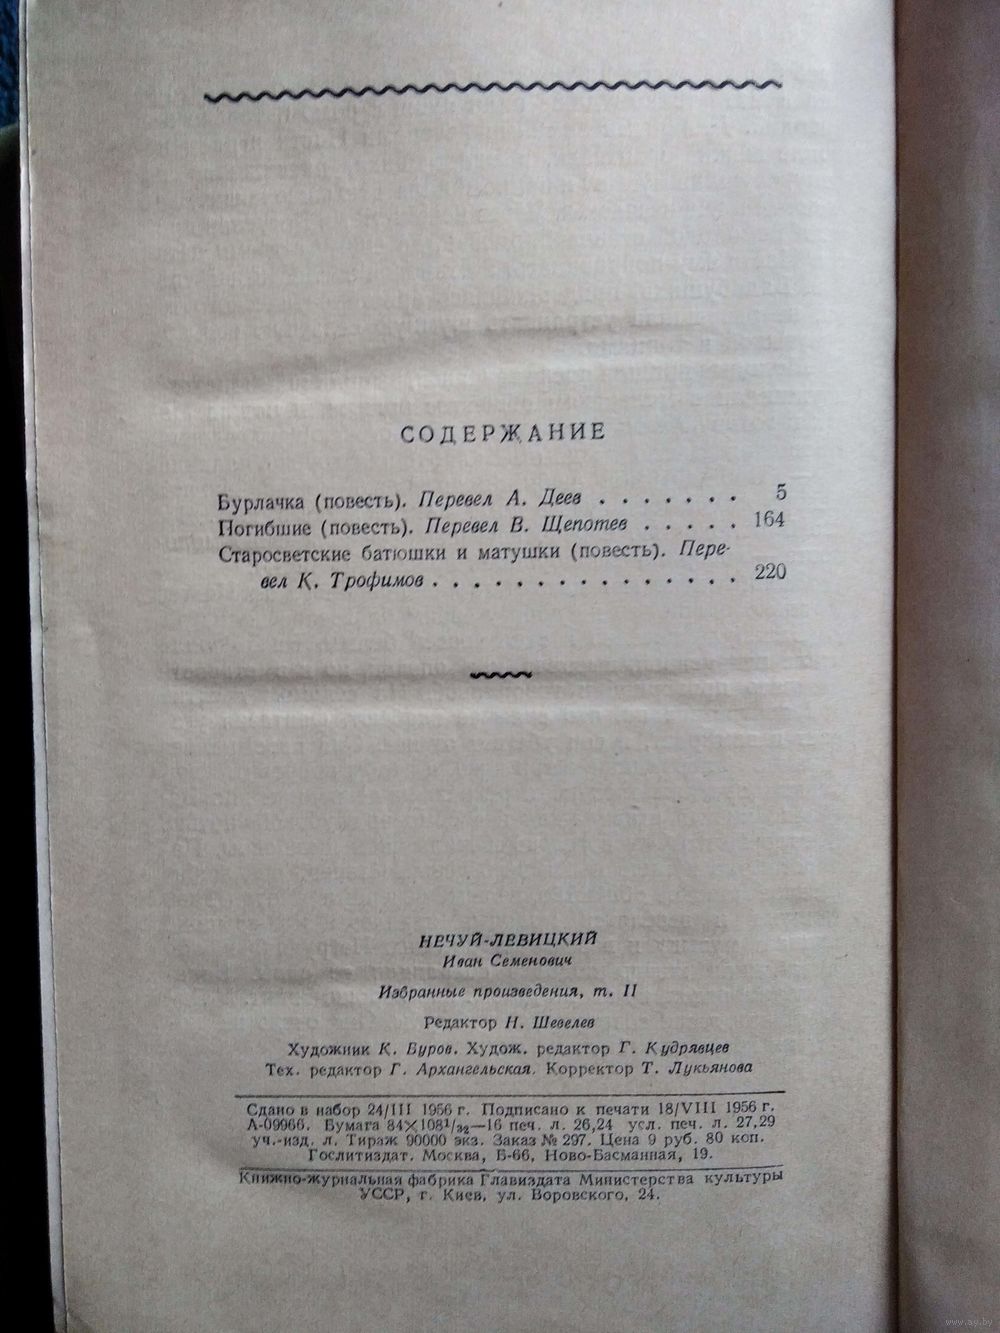 СОДЕРЖАНИЕ
Бурлачка (повесть). Перевел А. Деев . . . . . . . 5
Погибшие (повесть). Перевел В. Щепотев . . . . . 164
Старосветские батюшки и матушки (повесть). Пере-
вел К. Трофимов . . . . . . . . . . . . . . . 220
НЕЧУЙ-ЛЕВИЦКИЙ
Иван Семенович
Избранные произведения, т. II
Редактор Н. Шевелев
Художник К. Буров. Худож. редактор Г. Кудрявцев
Тех. редактор Г. Архангельская. Корректор Т. Лукьянова
Сдано в набор 24/III 1956 г. Подписано к печати 18/VIII 1956 г.
А-09966. Бумага 84×108¹/₃₂—16 печ. л. 26,24 усл. печ. л. 27,29
уч.-изд. л. Тираж 90000 экз. Заказ № 297. Цена 9 руб. 80 коп.
Гослитиздат. Москва, Б-66, Ново-Басманная, 19.
Книжно-журнальная фабрика Главиздата Министерства культуры
УССР, г. Киев, ул. Воровского, 24.
www.ay.by